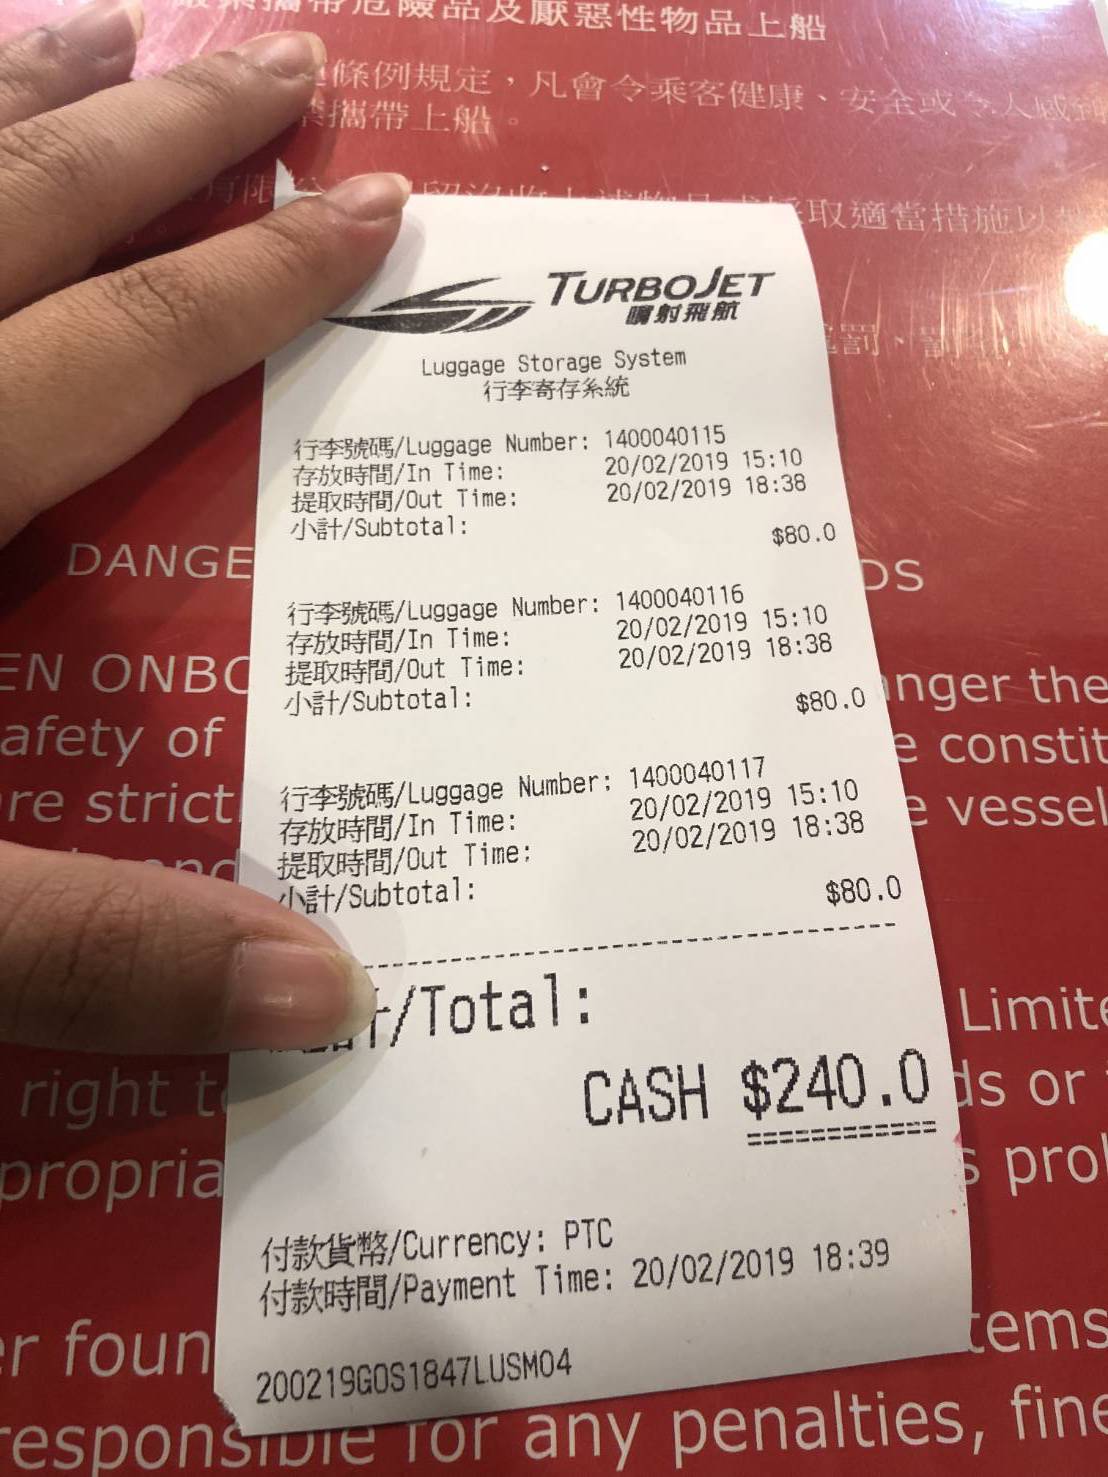 危險品及厭惡性物品上船
條例規定，凡會令乘客健康、安全或令人感到
攜帶上船。
取適當措施以
TURBOJET
噴射飛航
Luggage Storage System
行李寄存系統
行李號碼/Luggage Number: 1400040115
存放時間/In Time: 20/02/2019 15:10
提取時間/Out Time: 20/02/2019 18:38
小計/Subtotal: $80.0
DANGE
DS
行李號碼/Luggage Number: 1400040116
存放時間/In Time: 20/02/2019 15:10
提取時間/Out Time: 20/02/2019 18:38
小計/Subtotal: $80.0
EN ONBO
anger the
afety of
e constit
行李號碼/Luggage Number: 1400040117
存放時間/In Time: 20/02/2019 15:10
提取時間/Out Time: 20/02/2019 18:38
小計/Subtotal: $80.0
re strict
e vessel
計/Total:
CASH $240.0
Limite
right t
ds or
propria
s pro
付款貨幣/Currency: PTC
付款時間/Payment Time: 20/02/2019 18:39
200219GOS1847LUSM04
er foun
tems
responsible for any penalties, fine